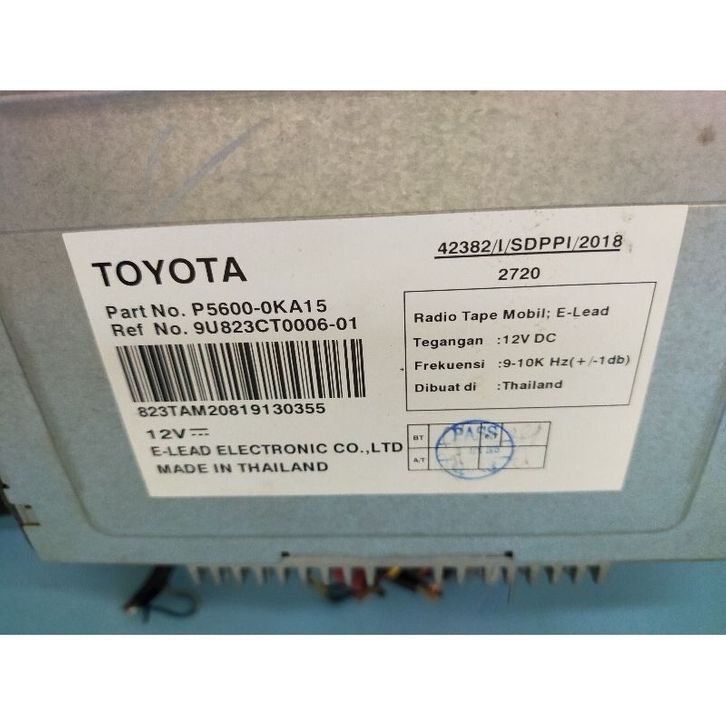 TOYOTA
Part No. P5600-0KA15
Ref No. 9U823CT0006-01
823TAM20819130355
12V⎓
E-LEAD ELECTRONIC CO.,LTD
MADE IN THAILAND
42382/I/SDPPI/2018
2720
Radio Tape Mobil; E-Lead
Tegangan :12V DC
Frekuensi :9-10K Hz(+/-1db)
Dibuat di :Thailand
BT
A/T
PASS